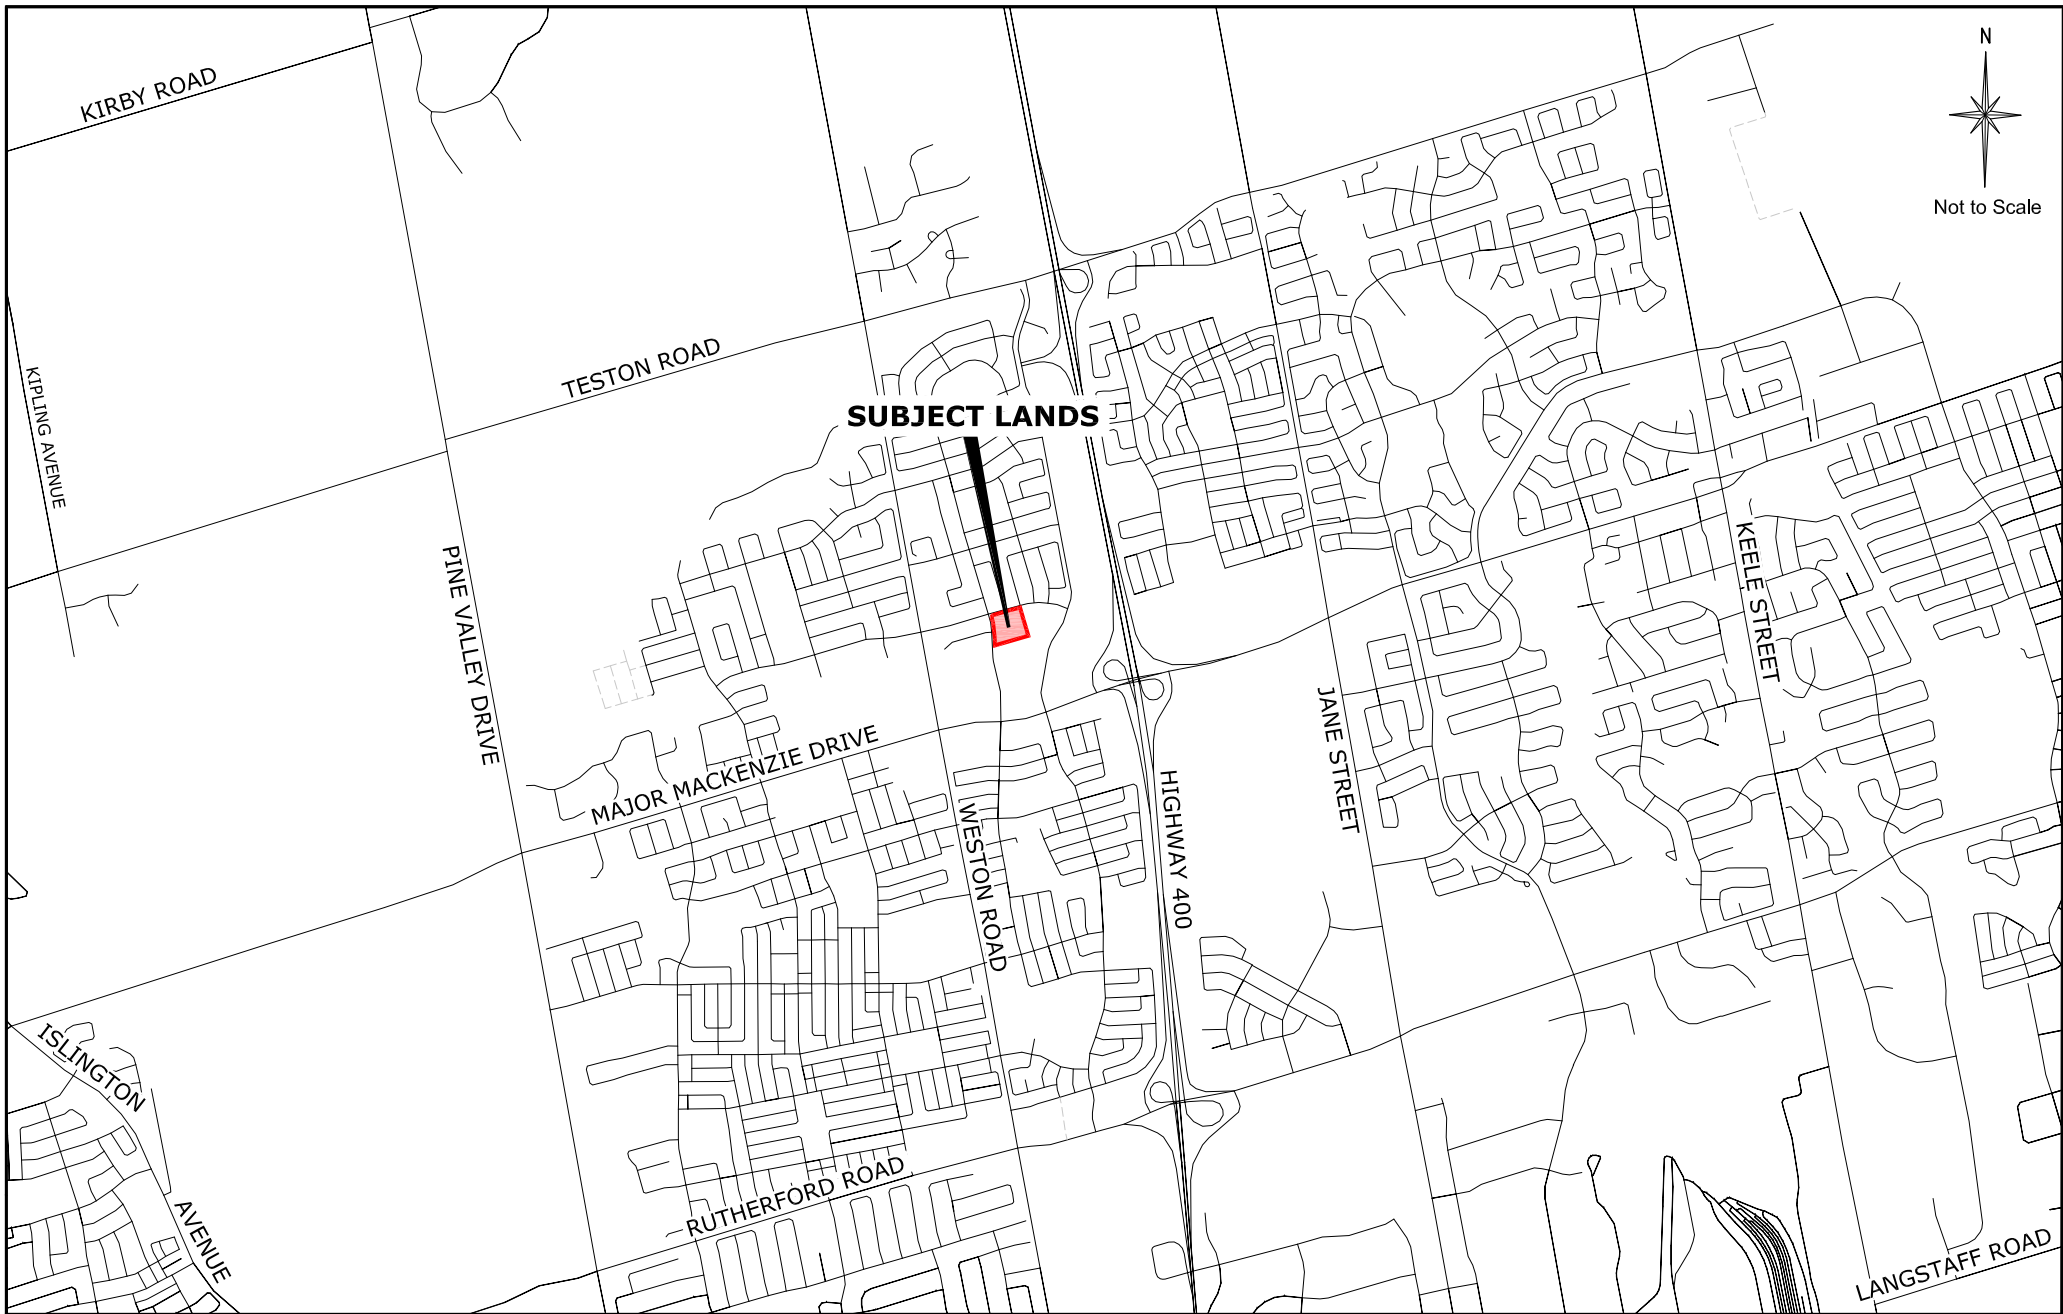 N
Not to Scale
KIRBY ROAD
TESTON ROAD
KIPLING AVENUE
SUBJECT LANDS
PINE VALLEY DRIVE
KEELE STREET
JANE STREET
MAJOR MACKENZIE DRIVE
HIGHWAY 400
WESTON ROAD
ISLINGTON
AVENUE
RUTHERFORD ROAD
LANGSTAFF ROAD